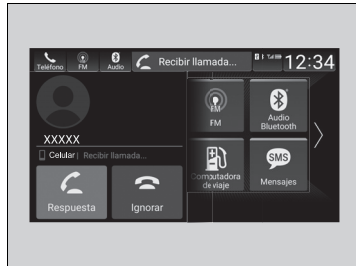 Teléfono
FM
Audio
Recibir llamada...
12:34
FM
FM
Audio
Bluetooth
XXXXX
Celular | Recibir llamada...
Computadora
de viaje
SMS
Mensajes
Respuesta
Ignorar